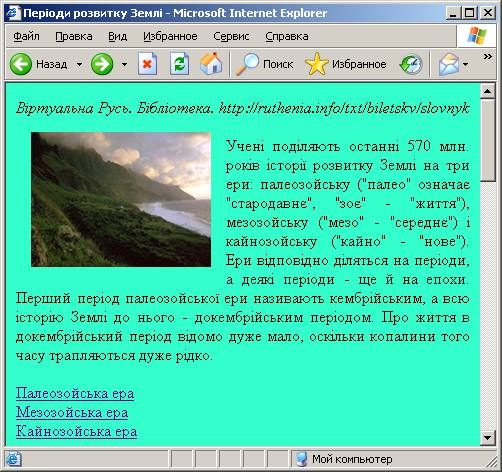 Періоди розвитку Землі - Microsoft Internet Explorer
Файл Правка Вид Избранное Сервис Справка
Назад Поиск Избранное »
Віртуальна Русь. Бібліотека. http://ruthenia.info/txt/biletskv/slovnyk
Учені поділяють останні 570 млн.
років історії розвитку Землі на три
ери: палеозойську ("палео" означає
"стародавнє", "зоє" - "життя"),
мезозойську ("мезо" - "середнє") і
кайнозойську ("кайно" - "нове").
Ери відповідно діляться на періоди,
а деякі періоди - ще й на епохи.
Перший період палеозойської ери називають кембрійським, а всю
історію Землі до нього - докембрійським періодом. Про життя в
докембрійський період відомо дуже мало, оскільки копалини того
часу трапляються дуже рідко.
Палеозойська ера
Мезозойська ера
Кайнозойська ера
Мой компьютер